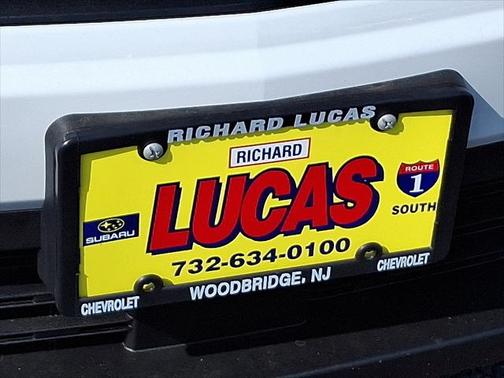 RICHARD LUCAS
RICHARD
LUCAS
ROUTE
1
SOUTH
SUBARU
732-634-0100
CHEVROLET
WOODBRIDGE, NJ
CHEVROLET